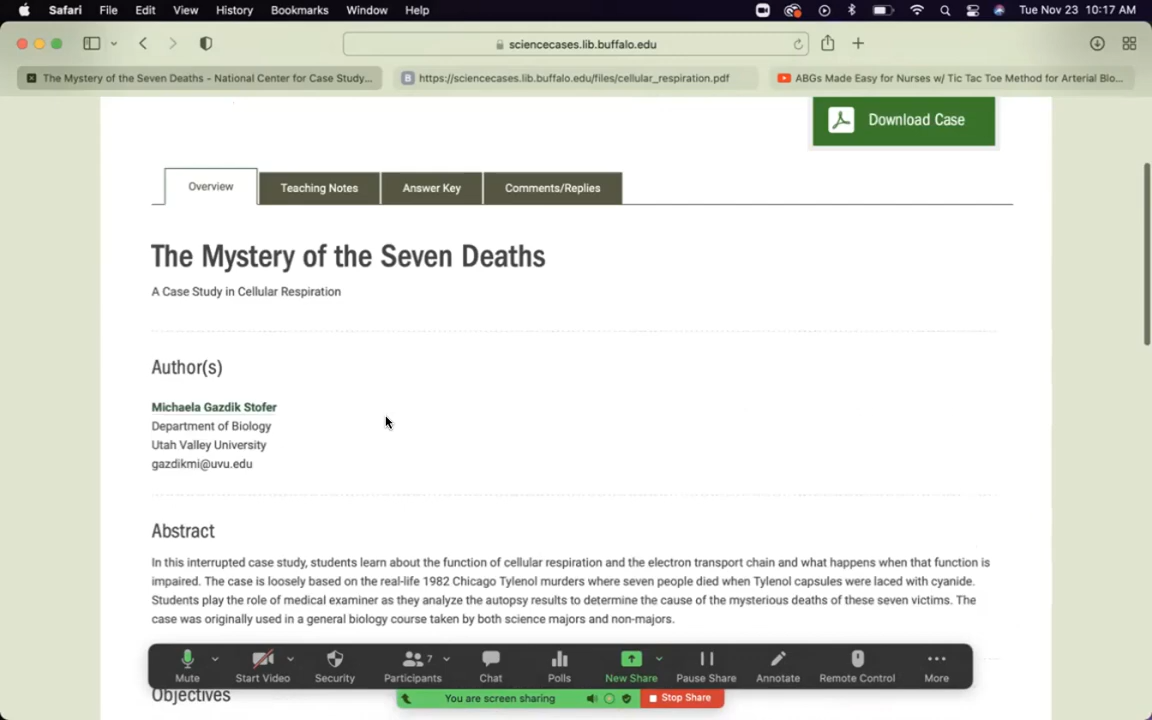 Safari File Edit View History Bookmarks Window Help Tue Nov 23 10:17 AM
sciencecases.lib.buffalo.edu
The Mystery of the Seven Deaths - National Center for Case Study... https://sciencecases.lib.buffalo.edu/files/cellular_respiration.pdf ABGs Made Easy for Nurses w/ Tic Tac Toe Method for Arterial Blo...
Download Case
Overview Teaching Notes Answer Key Comments/Replies
The Mystery of the Seven Deaths
A Case Study in Cellular Respiration
Author(s)
Michaela Gazdik Stofer
Department of Biology
Utah Valley University
gazdikmi@uvu.edu
Abstract
In this interrupted case study, students learn about the function of cellular respiration and the electron transport chain and what happens when that function is
impaired. The case is loosely based on the real-life 1982 Chicago Tylenol murders where seven people died when Tylenol capsules were laced with cyanide.
Students play the role of medical examiner as they analyze the autopsy results to determine the cause of the mysterious deaths of these seven victims. The
case was originally used in a general biology course taken by both science majors and non-majors.
7
Mute Start Video Security Participants Chat Polls New Share Pause Share Annotate Remote Control More
Objectives
You are screen sharing Stop Share